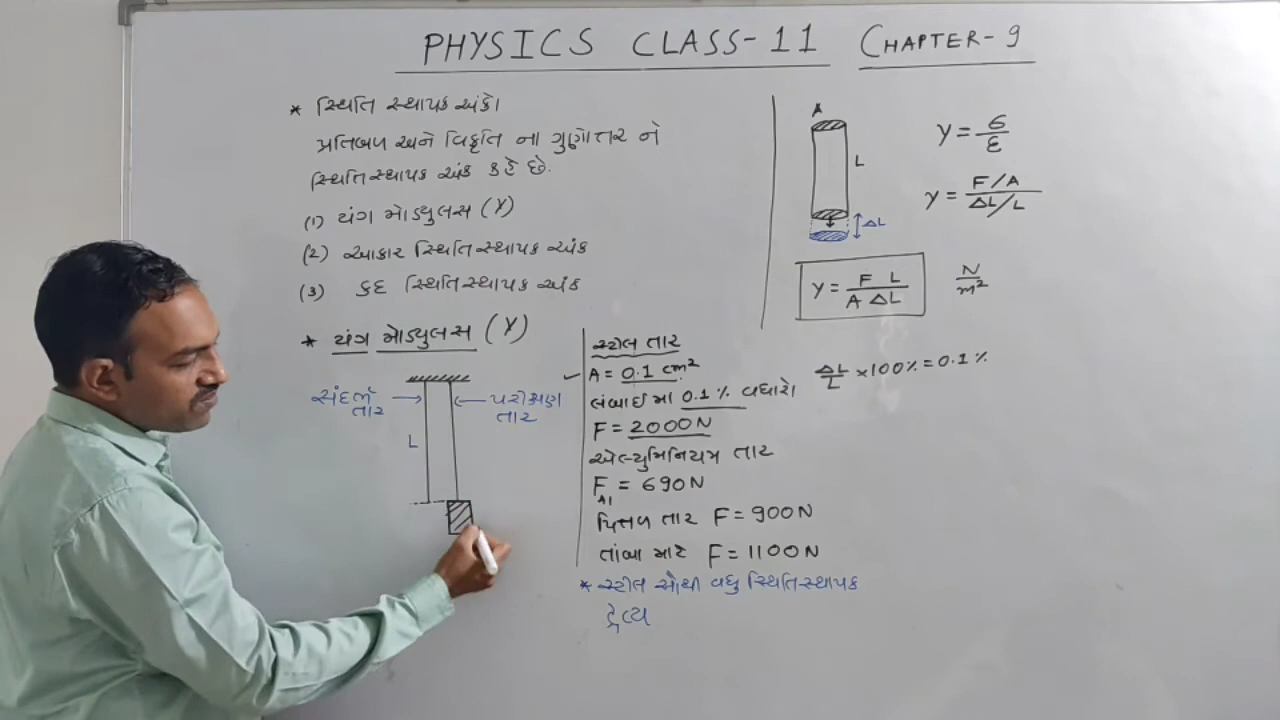 PHYSICS CLASS-11 CHAPTER-9
* સ્થિતિ સ્થાપક અંકો
પ્રતિબળ અને વિકૃતિ ના ગુણોત્તર ને
સ્થિતિસ્થાપક અંક કહે છે.
(1) યંગ મોડ્યુલસ (Y)
(2) આકાર સ્થિતિસ્થાપક અંક
(3) કદ સ્થિતિસ્થાપક અંક
* યંગ મોડ્યુલસ (Y)
સંદર્ભ તાર
L
પરીક્ષણ તાર
A
L
ΔL
Y = σ/ε
Y = F/A / ΔL/L
Y = F L / A ΔL
N/m²
સ્ટીલ તાર
✓ A = 0.1 cm²
લંબાઈ મા 0.1 % વધારો
ΔL/L ×100% = 0.1 %
F = 2000N
એલ્યુમિનિયમ તાર
F Al = 690N
પિત્તળ તાર F = 900N
તાંબા માટે F = 1100N
* સ્ટીલ સૌથી વધુ સ્થિતિસ્થાપક
દ્રવ્ય